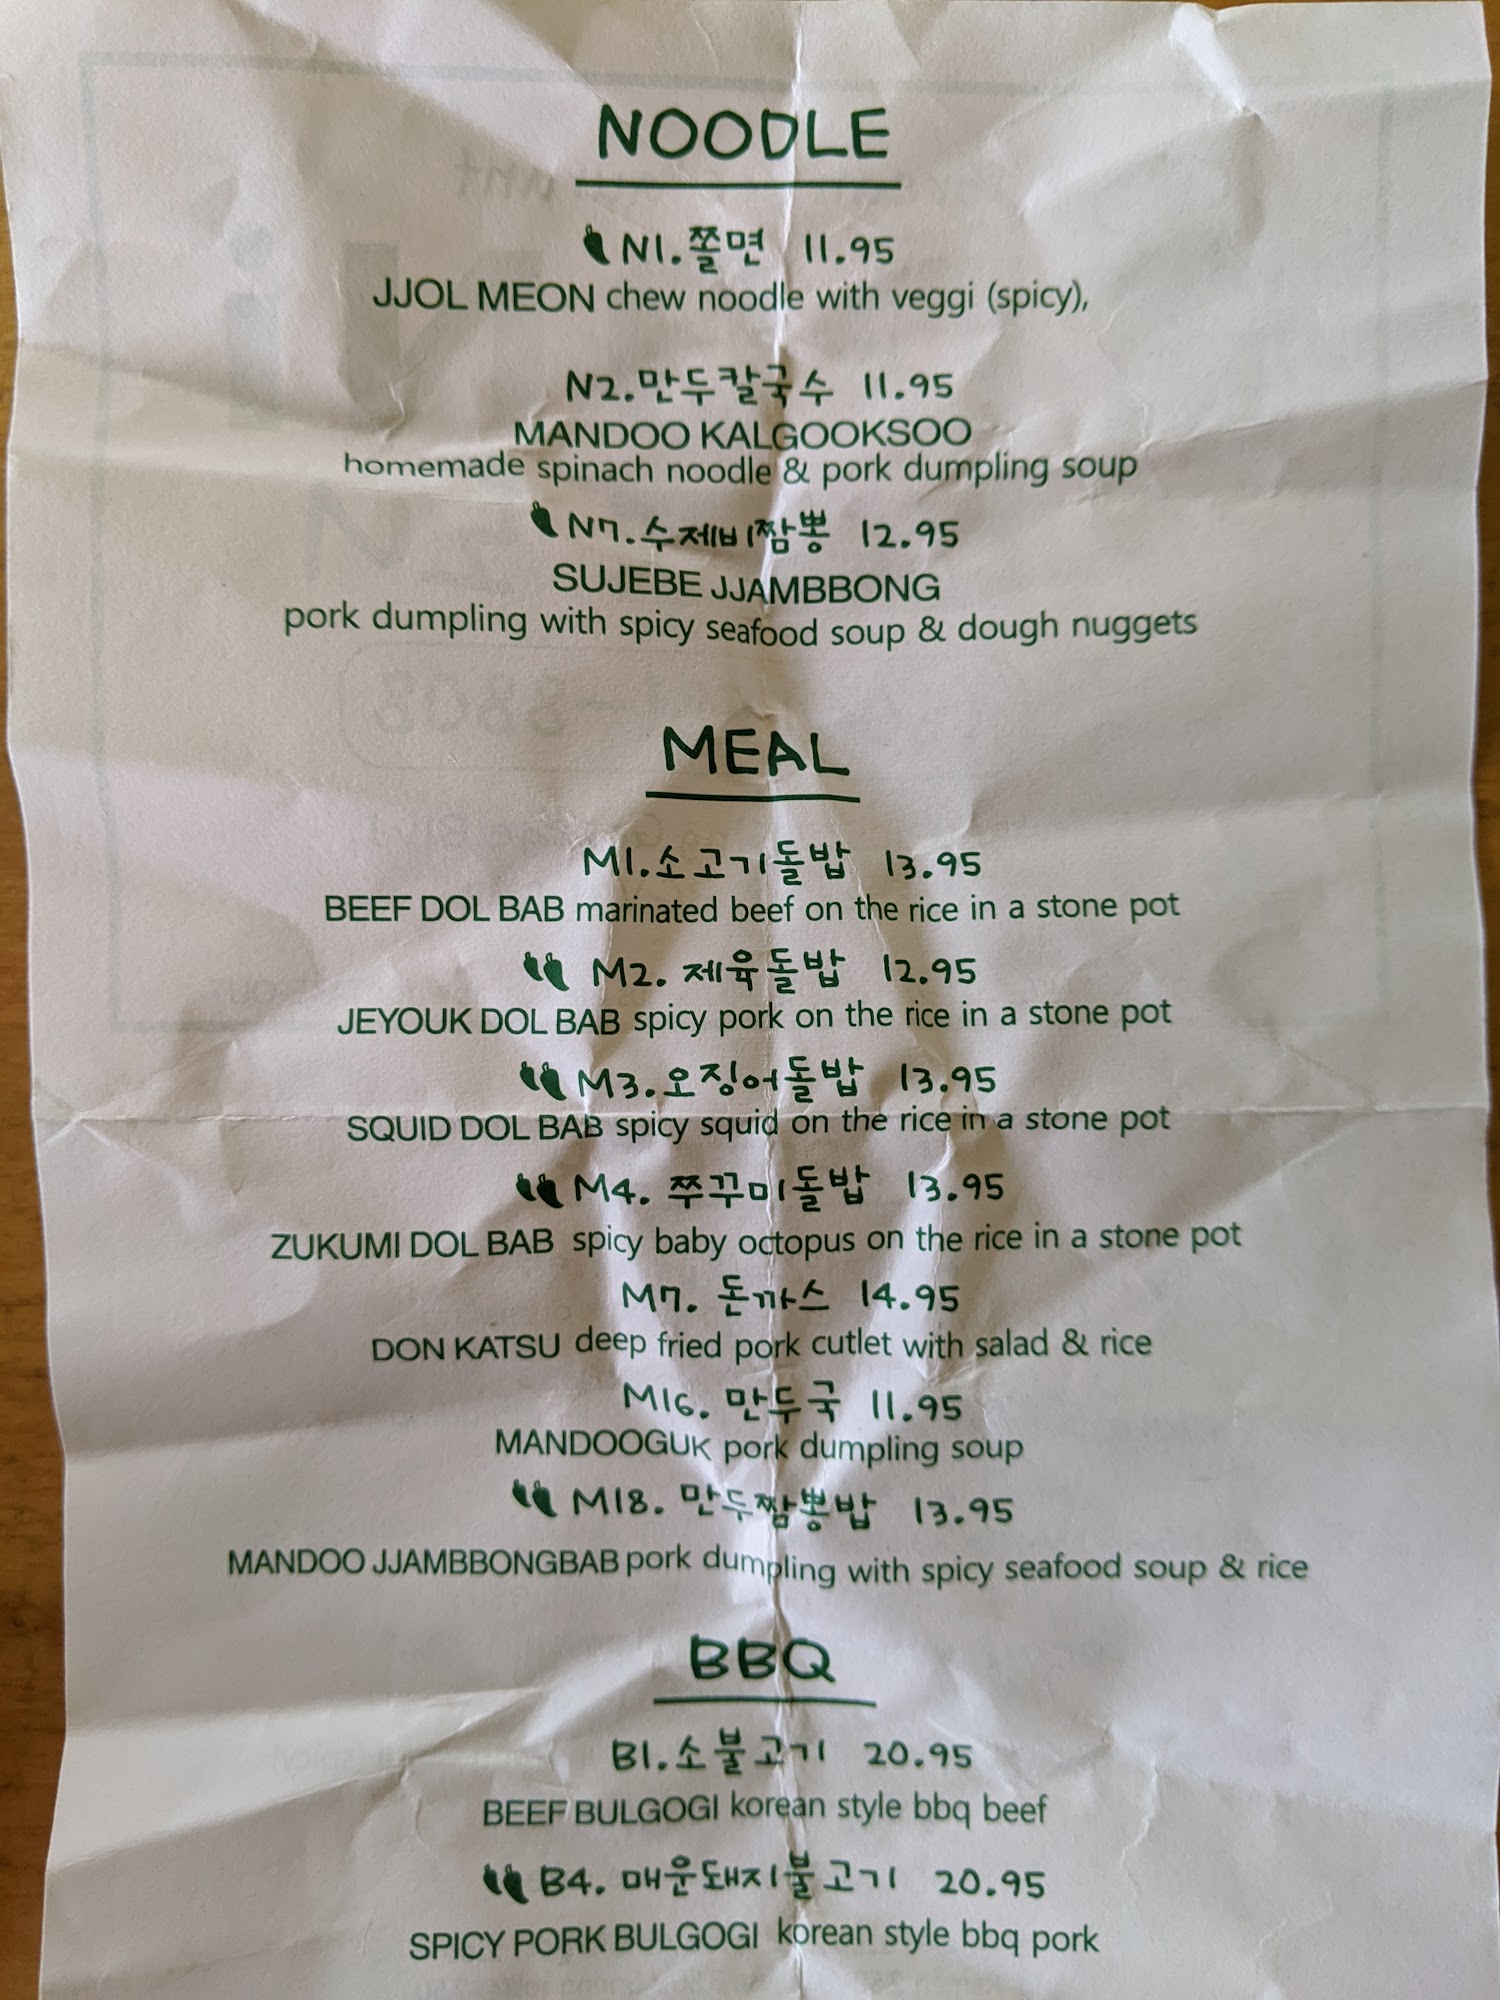 NOODLE
N1.쫄면 11.95
JJOL MEON chew noodle with veggi (spicy),
N2.만두칼국수 11.95
MANDOO KALGOOKSOO
homemade spinach noodle & pork dumpling soup
N7.수제비짬뽕 12.95
SUJEBE JJAMBBONG
pork dumpling with spicy seafood soup & dough nuggets
MEAL
M1.소고기돌밥 13.95
BEEF DOL BAB marinated beef on the rice in a stone pot
M2. 제육돌밥 12.95
JEYOUK DOL BAB spicy pork on the rice in a stone pot
M3.오징어돌밥 13.95
SQUID DOL BAB spicy squid on the rice in a stone pot
M4. 쭈꾸미돌밥 13.95
ZUKUMI DOL BAB spicy baby octopus on the rice in a stone pot
M7. 돈까스 14.95
DON KATSU deep fried pork cutlet with salad & rice
M16. 만두국 11.95
MANDOOGUK pork dumpling soup
M18. 만두짬뽕밥 13.95
MANDOO JJAMBBONGBAB pork dumpling with spicy seafood soup & rice
BBQ
B1.소불고기 20.95
BEEF BULGOGI korean style bbq beef
B4. 매운돼지불고기 20.95
SPICY PORK BULGOGI korean style bbq pork